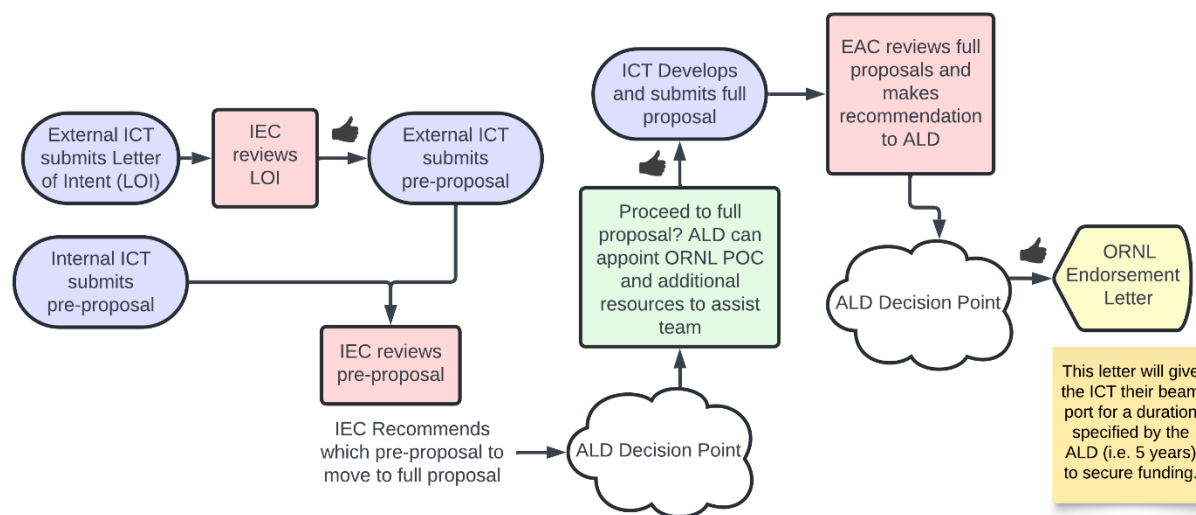 External ICT
submits Letter
of Intent (LOI)
IEC
reviews
LOI
External ICT
submits
pre-proposal
Internal ICT
submits
pre-proposal
IEC reviews
pre-proposal
IEC Recommends
which pre-proposal to
move to full proposal
ALD Decision Point
Proceed to full
proposal? ALD can
appoint ORNL POC
and additional
resources to assist
team
ICT Develops
and submits full
proposal
EAC reviews full
proposals and
makes
recommendation
to ALD
ALD Decision Point
ORNL
Endorsement
Letter
This letter will give
the ICT their beam
port for a duration
specified by the
ALD (i.e. 5 years)
to secure funding.